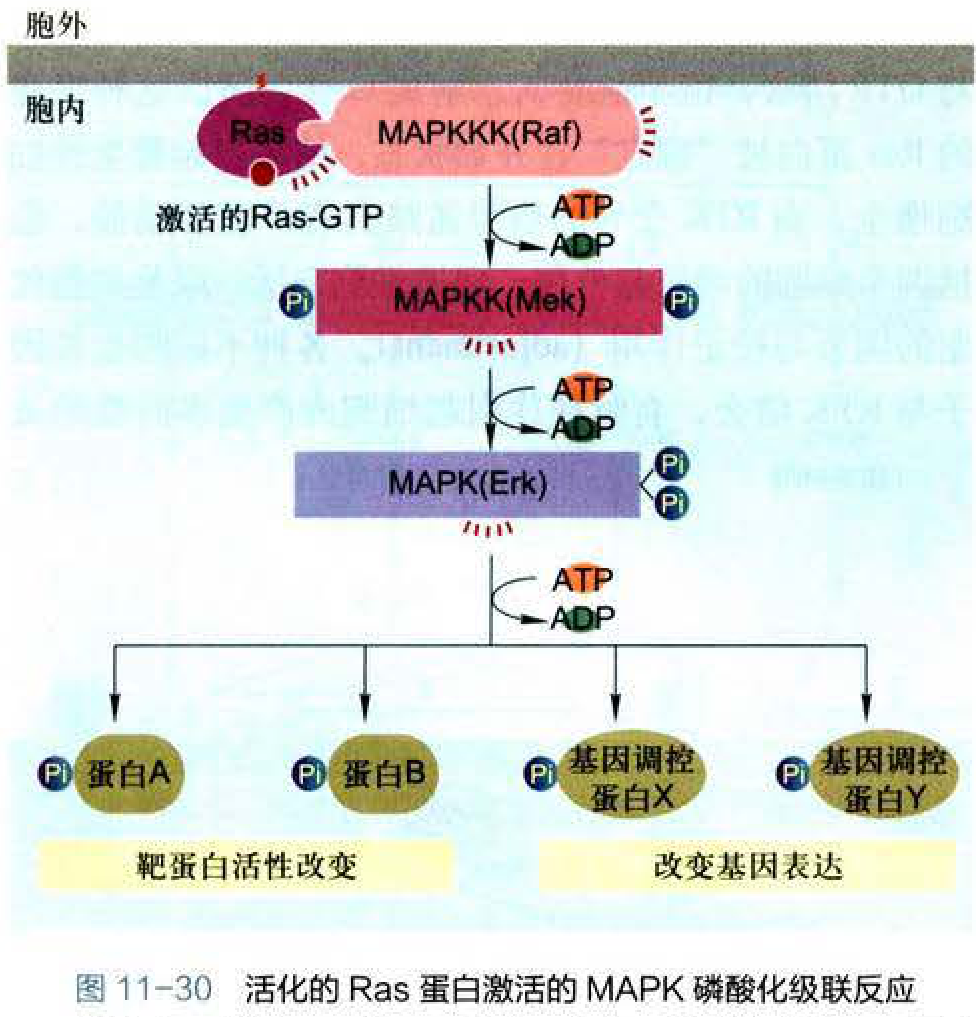 胞外
胞内
Ras
MAPKKK(Raf)
激活的Ras-GTP
ATP
ADP
Pi
MAPKK(Mek)
Pi
ATP
ADP
MAPK(Erk)
Pi
Pi
ATP
ADP
Pi
蛋白A
Pi
蛋白B
Pi
基因调控
蛋白X
Pi
基因调控
蛋白Y
靶蛋白活性改变
改变基因表达
图 11-30 活化的 Ras 蛋白激活的 MAPK 磷酸化级联反应